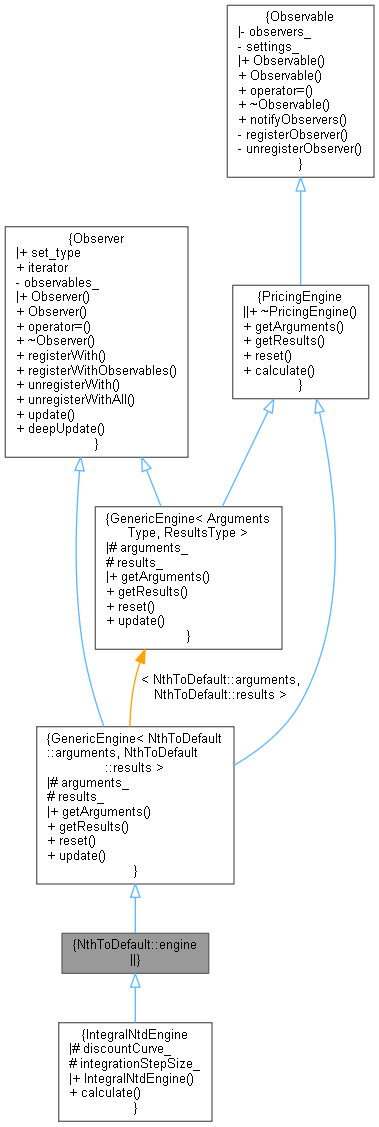 {Observable
|- observers_
- settings_
|+ Observable()
+ Observable()
+ operator=()
+ ~Observable()
+ notifyObservers()
- registerObserver()
- unregisterObserver()
}
{Observer
|+ set_type
+ iterator
- observables_
|+ Observer()
+ Observer()
+ operator=()
+ ~Observer()
+ registerWith()
+ registerWithObservables()
+ unregisterWith()
+ unregisterWithAll()
+ update()
+ deepUpdate()
}
{PricingEngine
||+ ~PricingEngine()
+ getArguments()
+ getResults()
+ reset()
+ calculate()
}
{GenericEngine< Arguments
Type, ResultsType >
|# arguments_
# results_
|+ getArguments()
+ getResults()
+ reset()
+ update()
}
< NthToDefault::arguments,
NthToDefault::results >
{GenericEngine< NthToDefault
::arguments, NthToDefault
::results >
|# arguments_
# results_
|+ getArguments()
+ getResults()
+ reset()
+ update()
}
{NthToDefault::engine
||}
{IntegralNtdEngine
|# discountCurve_
# integrationStepSize_
|+ IntegralNtdEngine()
+ calculate()
}